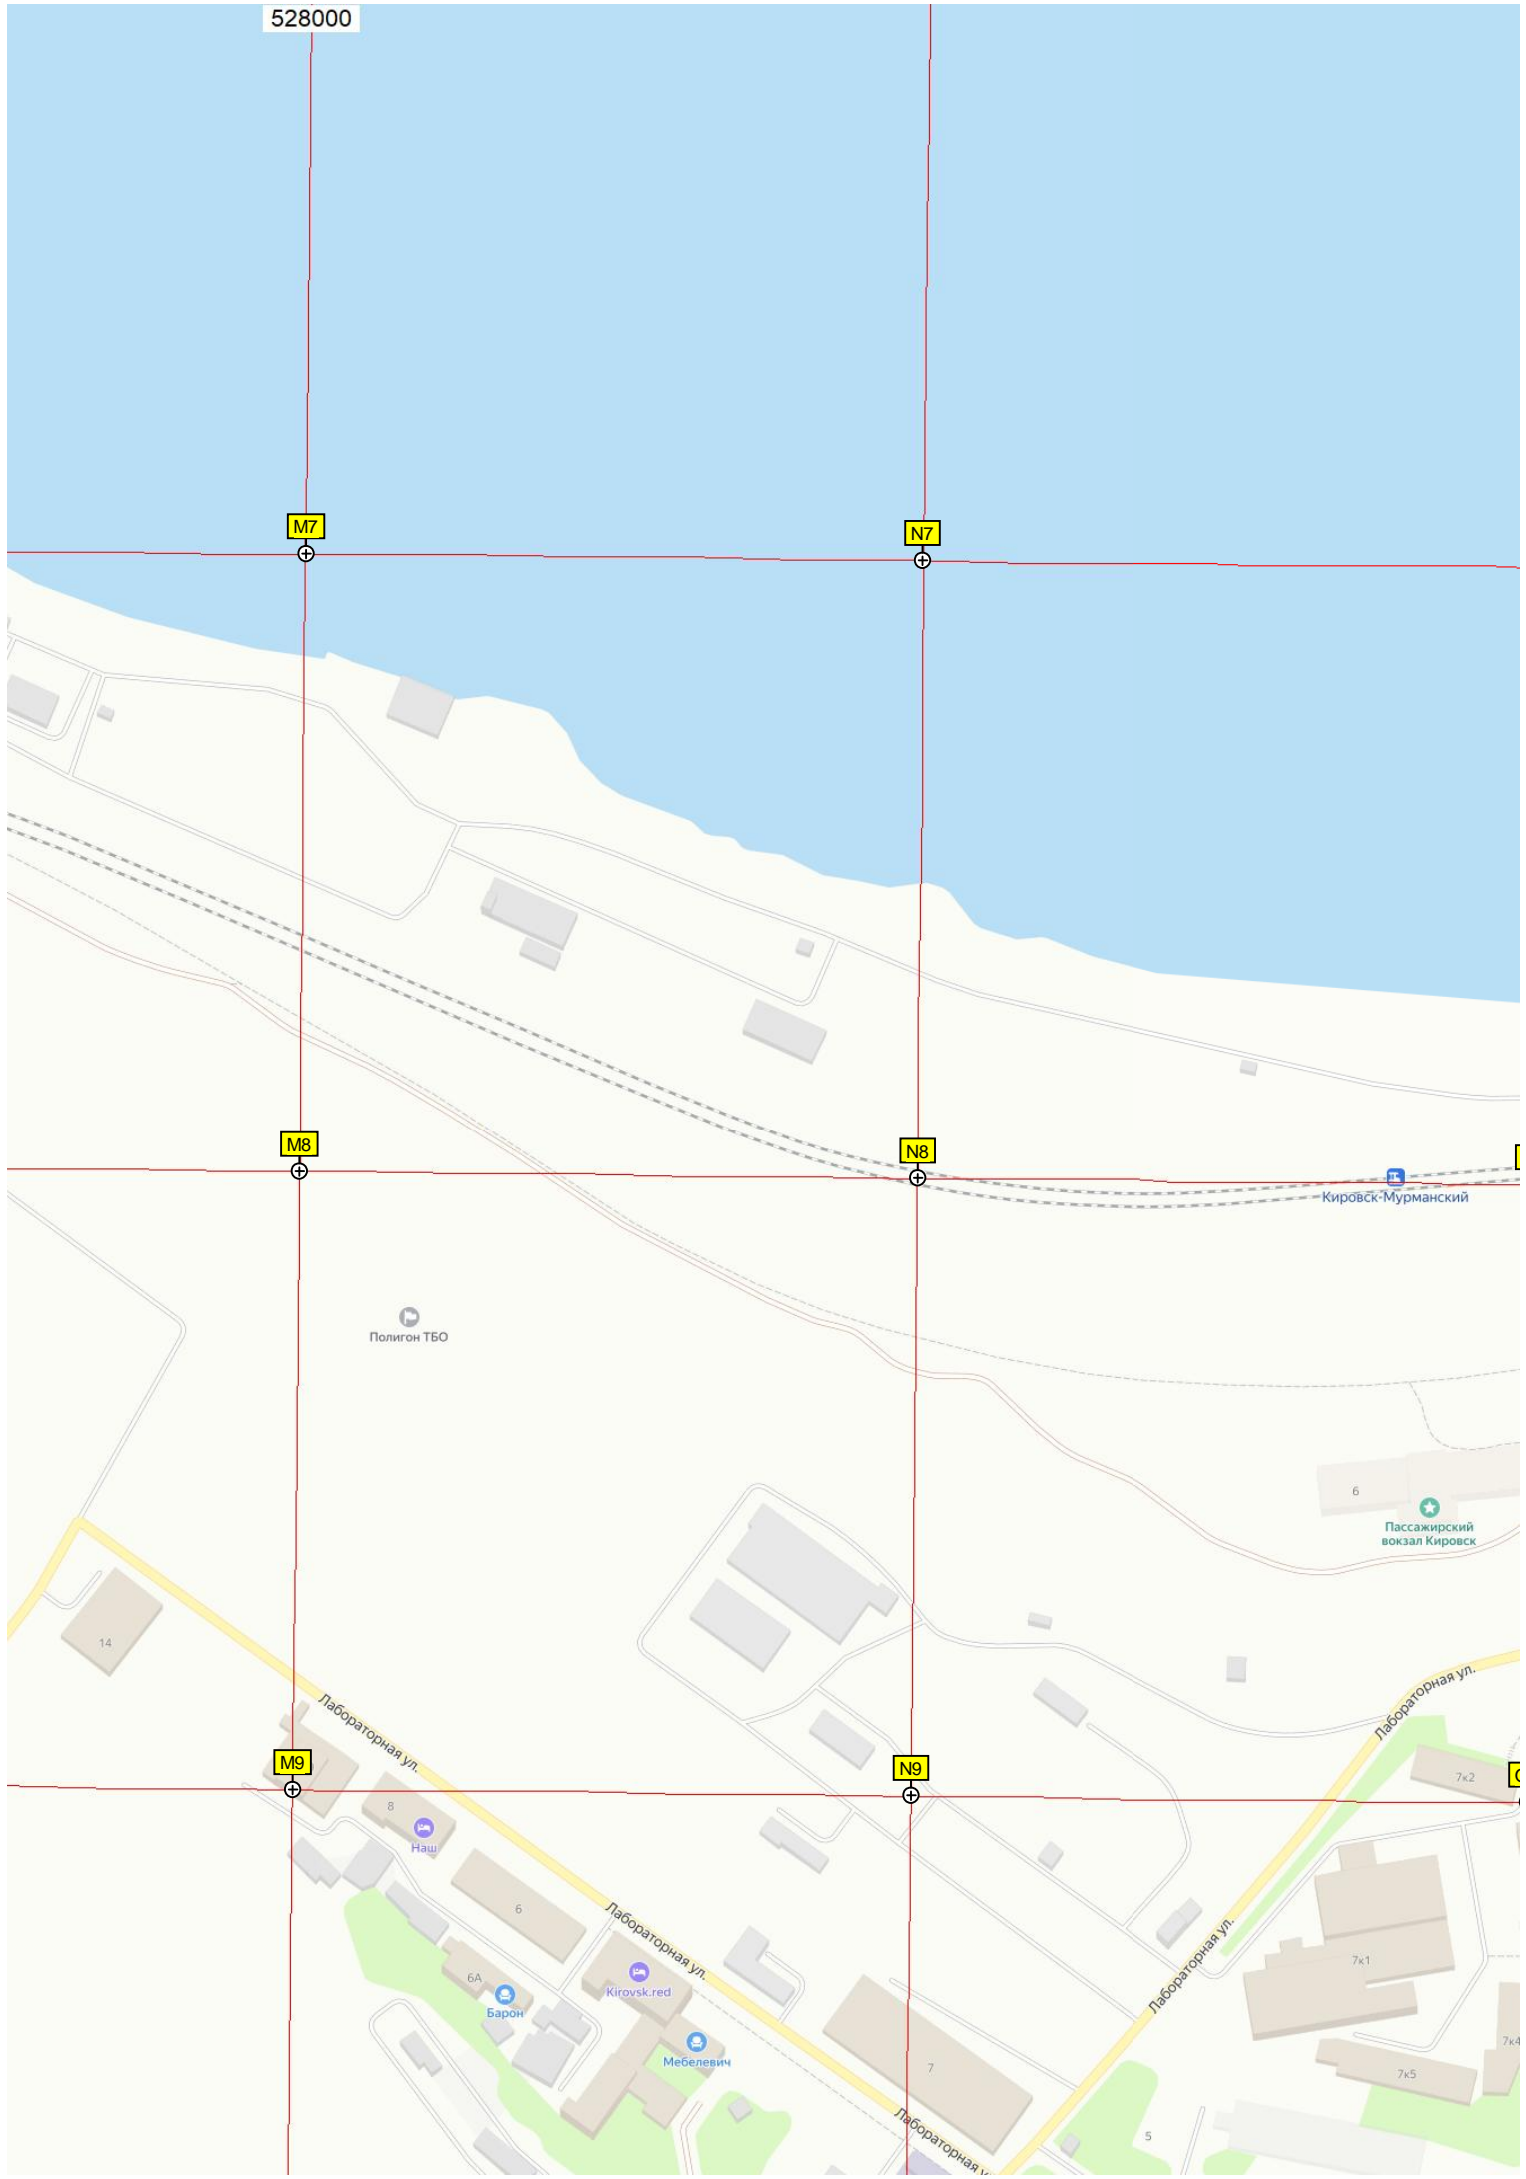 528000
M7
N7
M8
N8
Кировск-Мурманский
Полигон ТБО
6
Пассажирский
вокзал Кировск
14
Лабораторная ул.
Лабораторная ул.
M9
N9
7к2
8
Наш
6
Лабораторная ул.
Лабораторная ул.
7к1
6А
Барон
Kirovsk.red
Мебелевич
7
7к4
7к5
5
Лабораторная